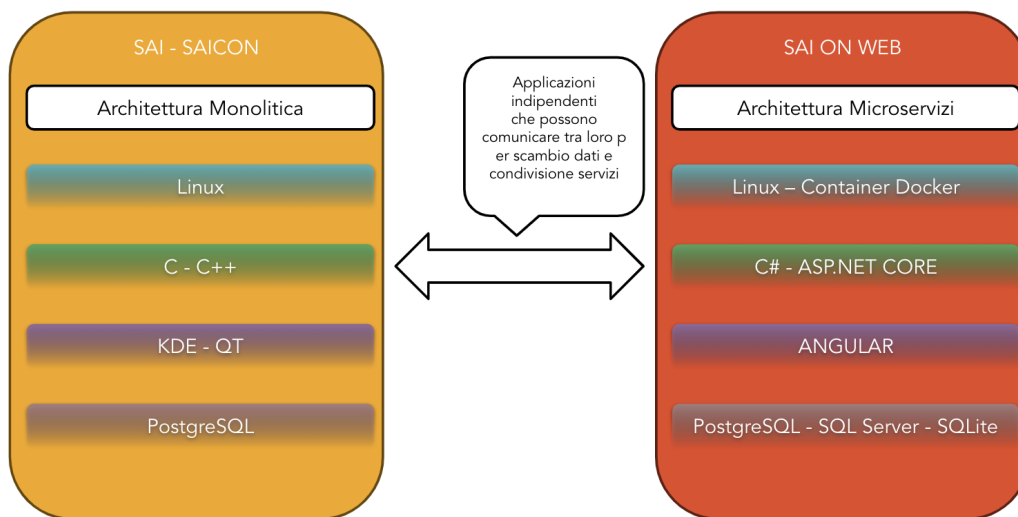 SAI - SAICON
Architettura Monolitica
Linux
C - C++
KDE - QT
PostgreSQL
Applicazioni
indipendenti
che possono
comunicare tra loro p
er scambio dati e
condivisione servizi
SAI ON WEB
Architettura Microservizi
Linux – Container Docker
C# - ASP.NET CORE
ANGULAR
PostgreSQL - SQL Server - SQLite